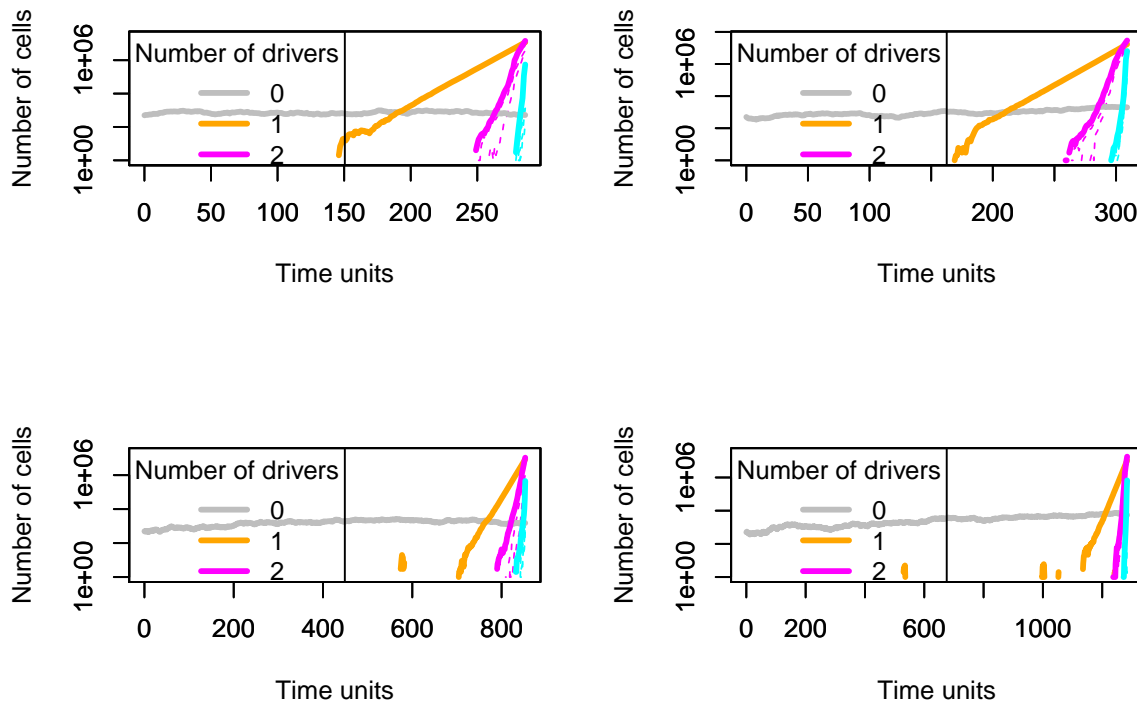 Number of cells
1e+00 1e+06
Number of drivers
0
1
2
0 50 100 150 200 250
Time units
Number of cells
1e+00 1e+06
Number of drivers
0
1
2
0 50 100 200 300
Time units
Number of cells
1e+00 1e+06
Number of drivers
0
1
2
0 200 400 600 800
Time units
Number of cells
1e+00 1e+06
Number of drivers
0
1
2
0 200 600 1000
Time units